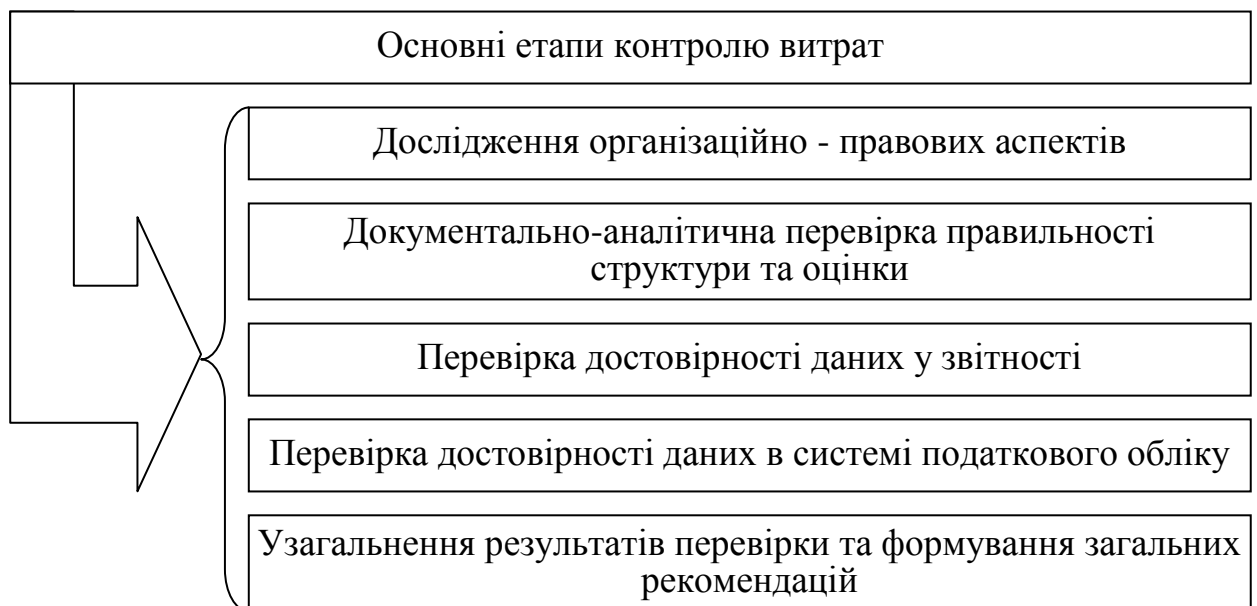 Основні етапи контролю витрат
Дослідження організаційно - правових аспектів
Документально-аналітична перевірка правильності
структури та оцінки
Перевірка достовірності даних у звітності
Перевірка достовірності даних в системі податкового обліку
Узагальнення результатів перевірки та формування загальних
рекомендацій